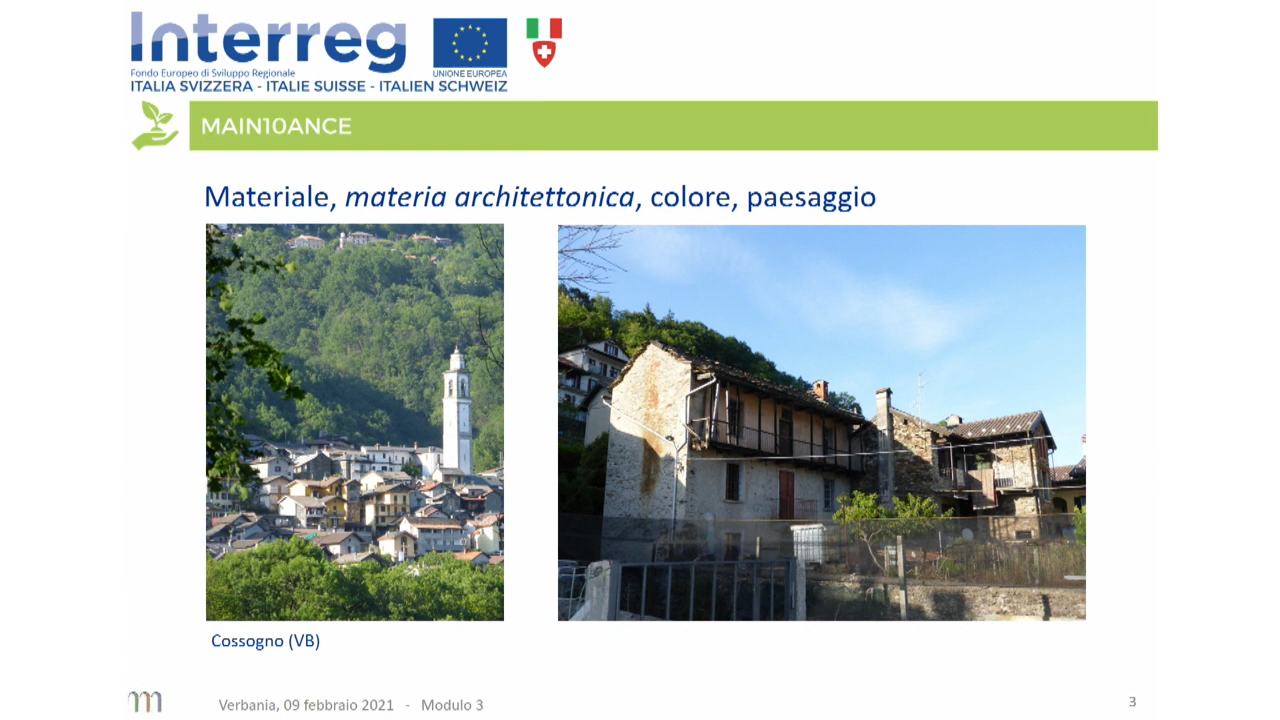 Interreg
Fondo Europeo di Sviluppo Regionale
UNIONE EUROPEA
ITALIA SVIZZERA - ITALIE SUISSE - ITALIEN SCHWEIZ
MAIN10ANCE
Materiale, materia architettonica, colore, paesaggio
Cossogno (VB)
m
Verbania, 09 febbraio 2021 - Modulo 3
3